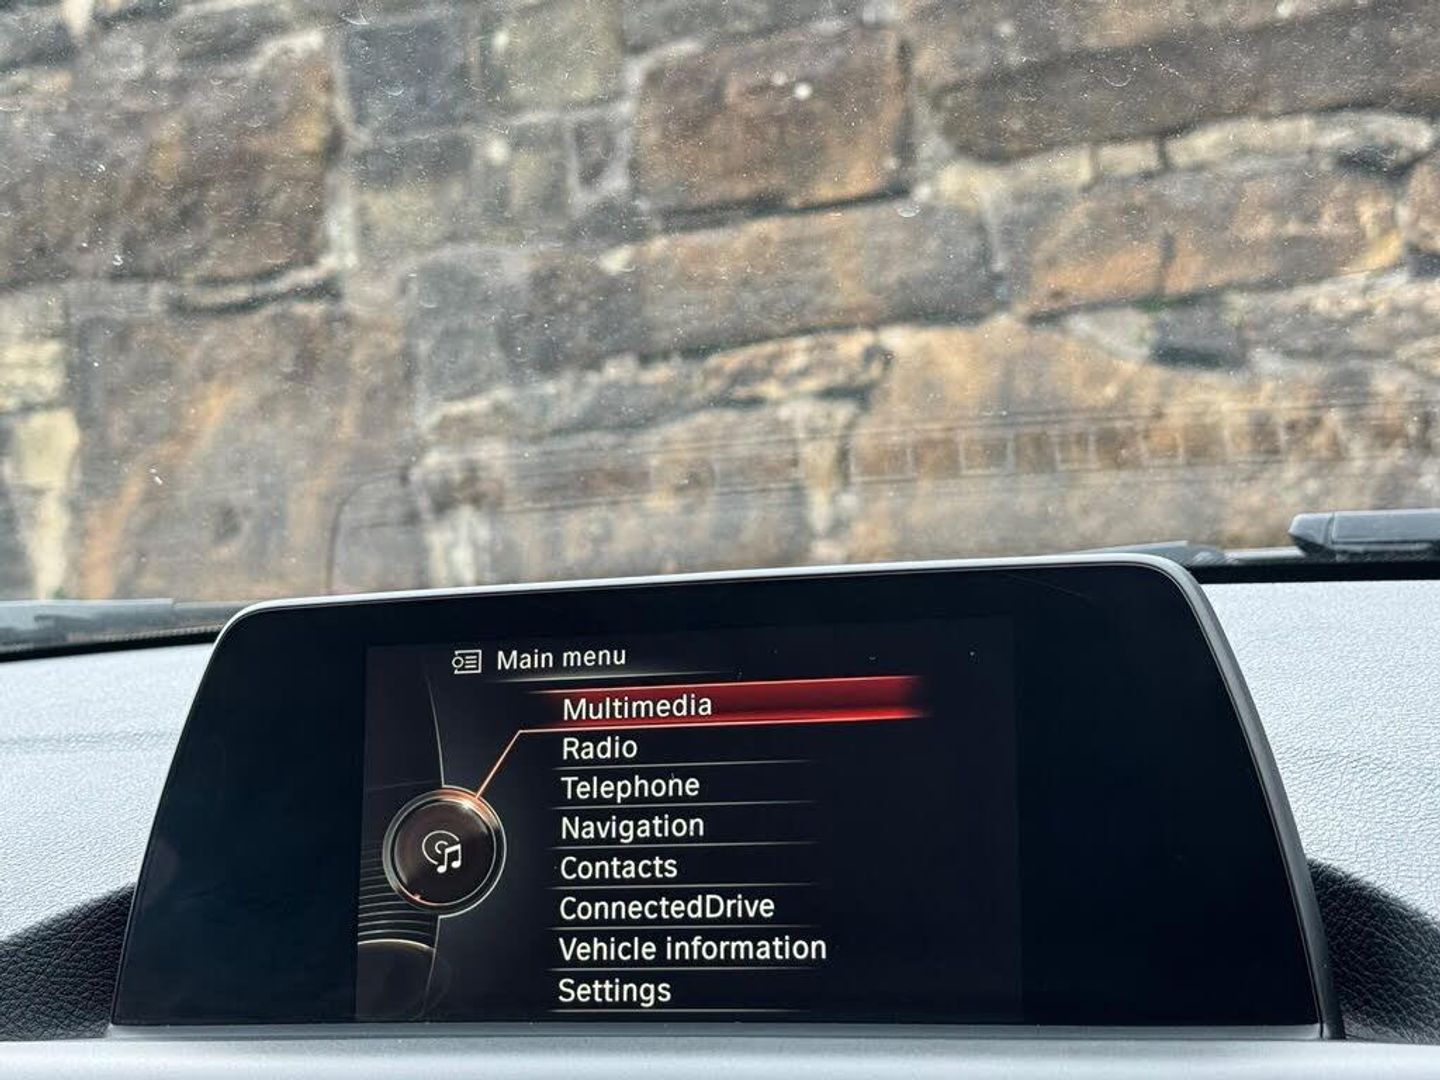 Main menu
Multimedia
Radio
Telephone
Navigation
Contacts
ConnectedDrive
Vehicle information
Settings